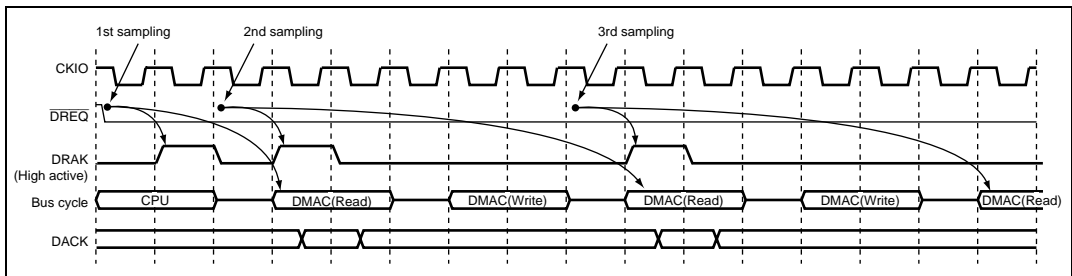 1st sampling 2nd sampling 3rd sampling
CKIO
DREQ
DRAK
(High active)
Bus cycle CPU DMAC(Read) DMAC(Write) DMAC(Read) DMAC(Write) DMAC(Read)
DACK